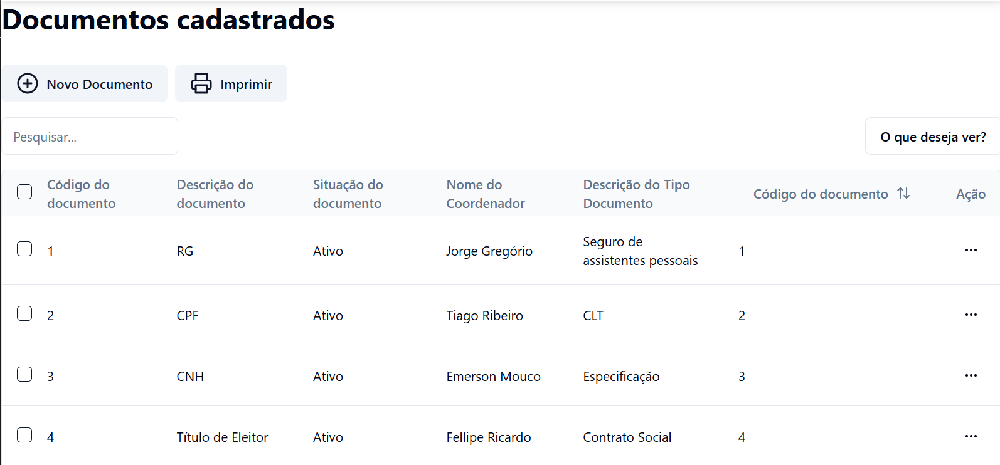 Documentos cadastrados
Novo Documento Imprimir
Pesquisar... O que deseja ver?
Código do documento Descrição do documento Situação do documento Nome do Coordenador Descrição do Tipo Documento Código do documento Ação
1 RG Ativo Jorge Gregório Seguro de assistentes pessoais 1 ...
2 CPF Ativo Tiago Ribeiro CLT 2 ...
3 CNH Ativo Emerson Mouco Especificação 3 ...
4 Título de Eleitor Ativo Fellipe Ricardo Contrato Social 4 ...